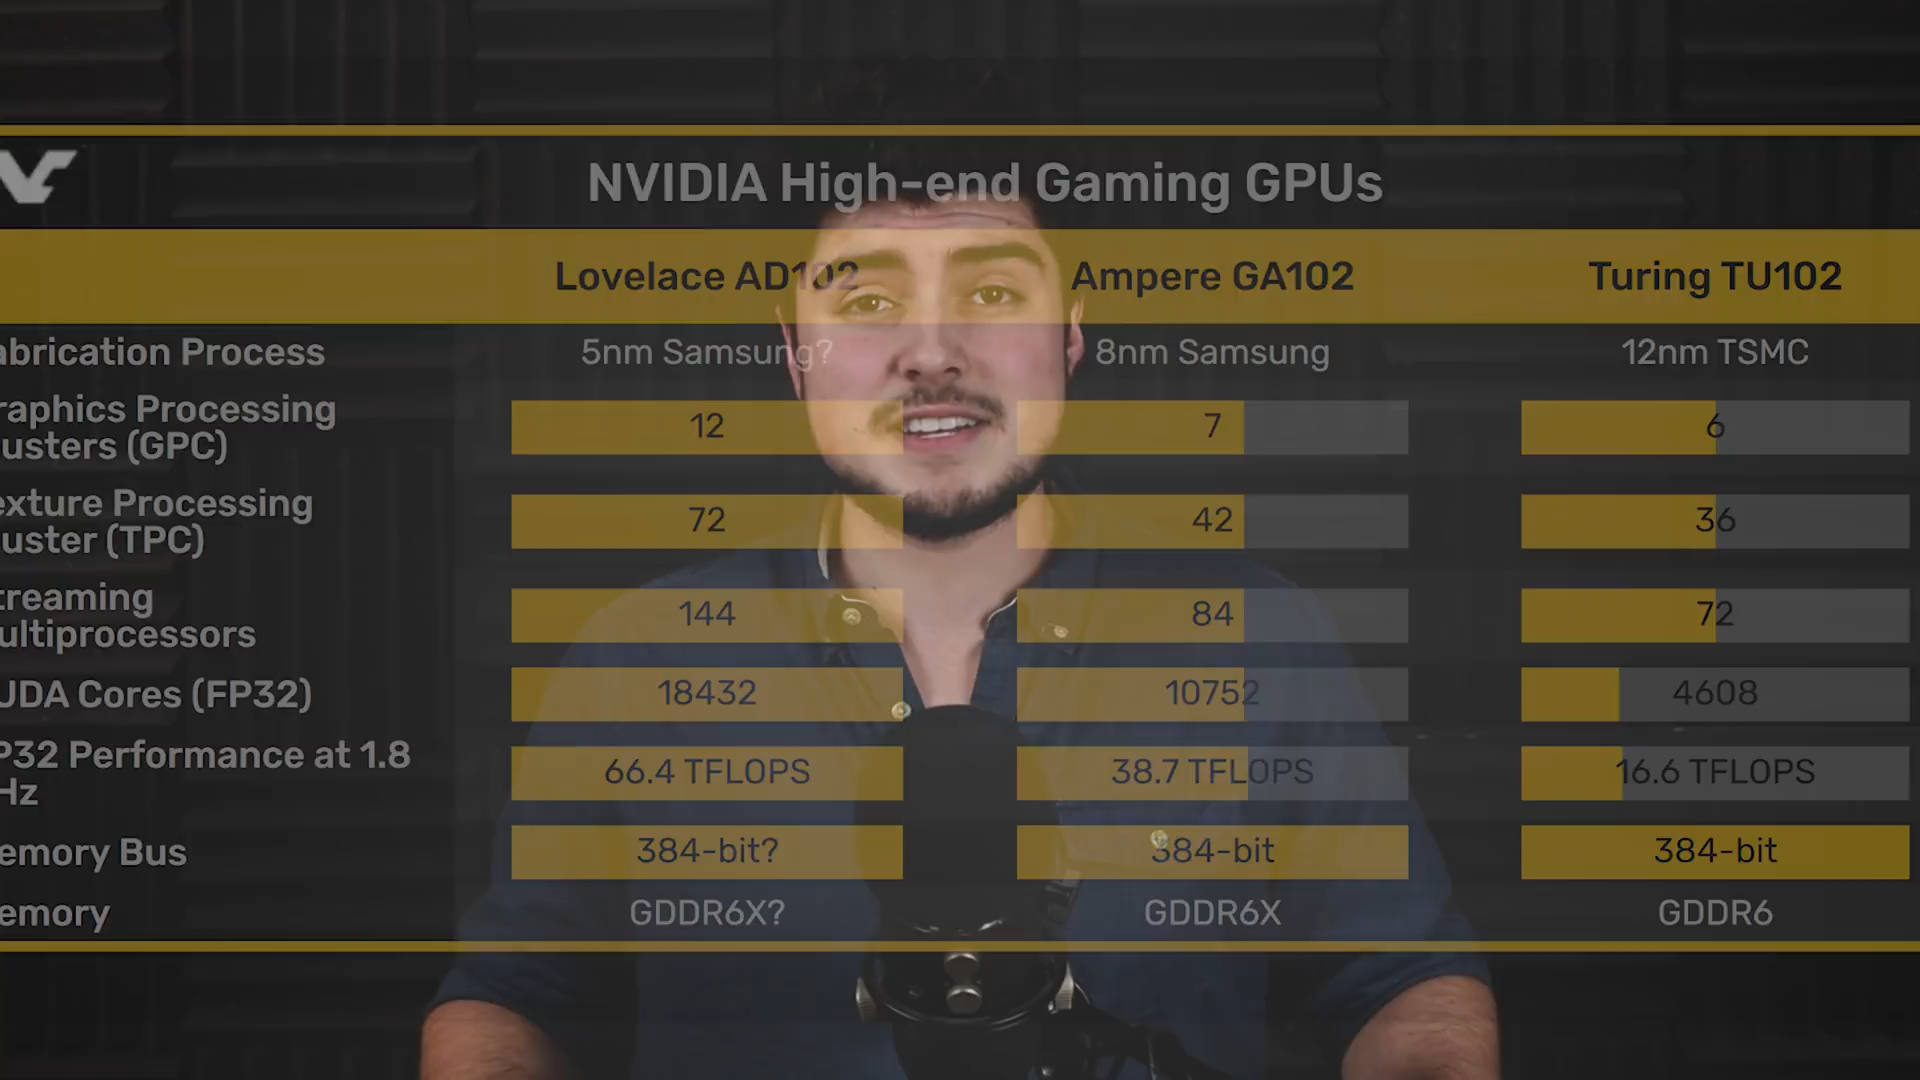 NVIDIA High-end Gaming GPUs
Lovelace AD102 Ampere GA102 Turing TU102
abrication Process 5nm Samsung? 8nm Samsung 12nm TSMC
raphics Processing
usters (GPC) 12 7 6
exture Processing
uster (TPC) 72 42 36
treaming
ultiprocessors 144 84 72
UDA Cores (FP32) 18432 10752 4608
P32 Performance at 1.8
Hz 66.4 TFLOPS 38.7 TFLOPS 16.6 TFLOPS
emory Bus 384-bit? 384-bit 384-bit
emory GDDR6X? GDDR6X GDDR6